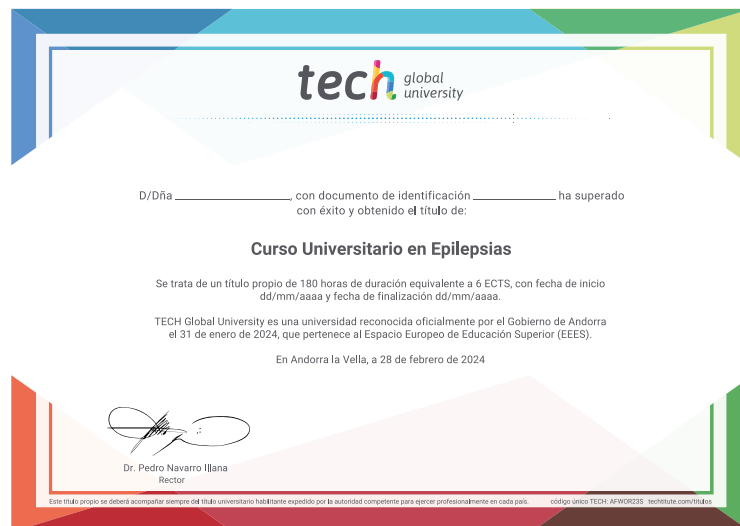 tech global
university
D/Dña ____________________, con documento de identificación ____________ ha superado
con éxito y obtenido el título de:
Curso Universitario en Epilepsias
Se trata de un título propio de 180 horas de duración equivalente a 6 ECTS, con fecha de inicio
dd/mm/aaaa y fecha de finalización dd/mm/aaaa.
TECH Global University es una universidad reconocida oficialmente por el Gobierno de Andorra
el 31 de enero de 2024, que pertenece al Espacio Europeo de Educación Superior (EEES).
En Andorra la Vella, a 28 de febrero de 2024
Dr. Pedro Navarro Illana
Rector
Este título propio se deberá acompañar siempre del título universitario habilitante expedido por la autoridad competente para ejercer profesionalmente en cada país. código único TECH: AFWOR23S techtitute.com/titulos